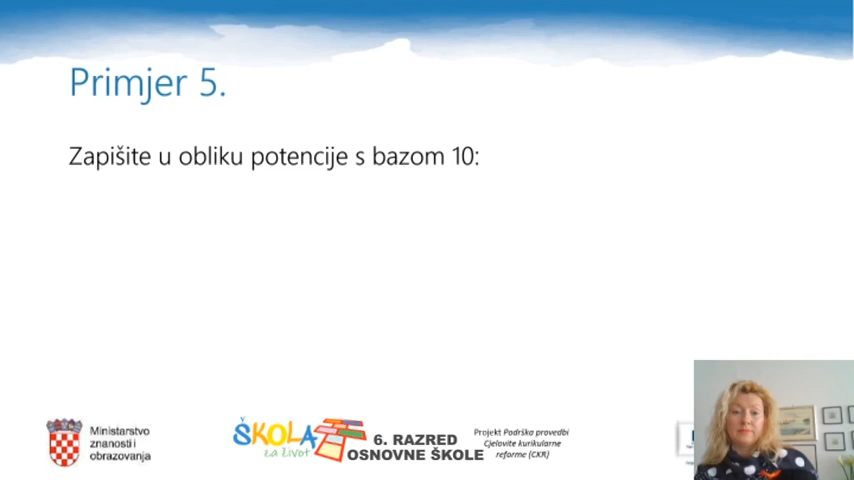 Primjer 5.
Zapišite u obliku potencije s bazom 10:
Ministarstvo
znanosti i
obrazovanja
ŠKOLA
za život
6. RAZRED
OSNOVNE ŠKOLE
Projekt Podrška provedbi
Cjelovite kurikularne
reforme (CKR)